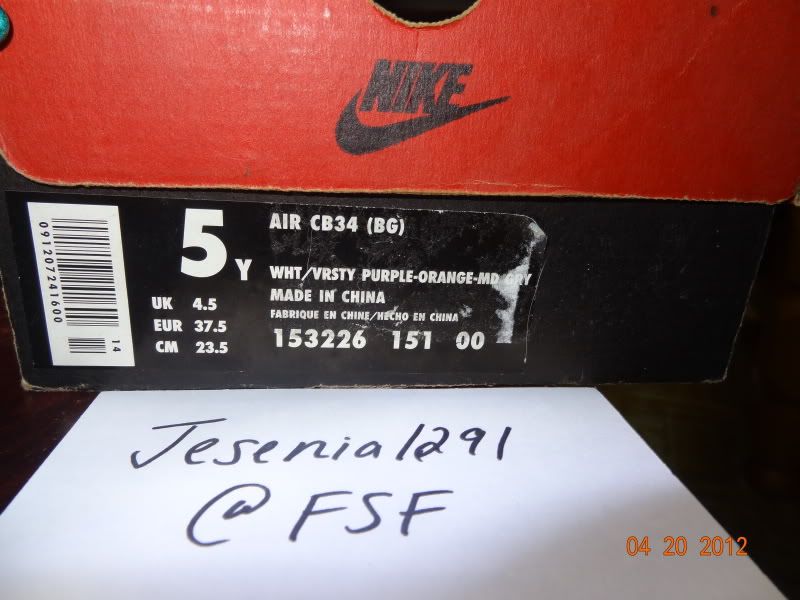 NIKE
5 Y
AIR CB34 (BG)
WHT/VRSTY PURPLE-ORANGE-MD GRY
MADE IN CHINA
FABRIQUE EN CHINE/HECHO EN CHINA
153226 151 00
UK 4.5
EUR 37.5
CM 23.5
091207241600
14
Jesenia1291
@FSF
04 20 2012